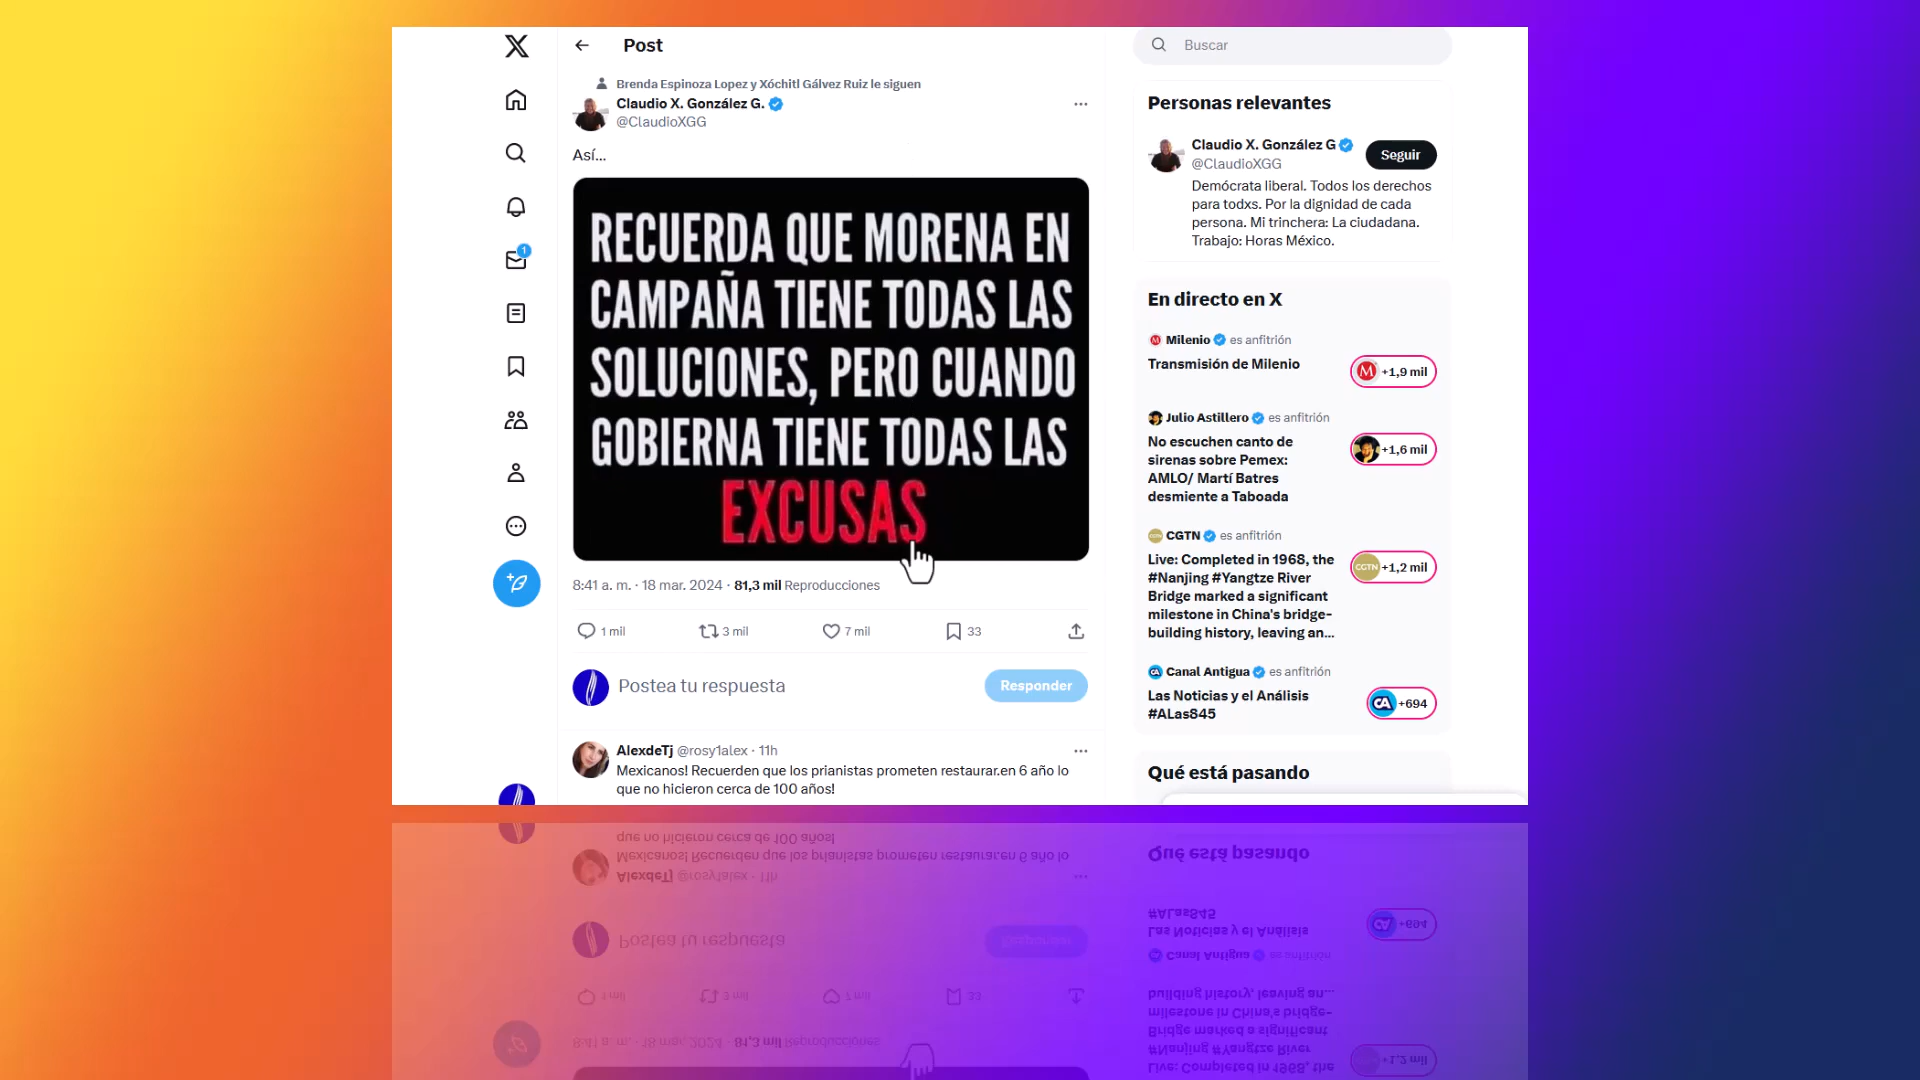 Post
Brenda Espinoza Lopez y Xóchitl Gálvez Ruiz le siguen
Claudio X. González G.
@ClaudioXGG
Así...
RECUERDA QUE MORENA EN
CAMPAÑA TIENE TODAS LAS
SOLUCIONES, PERO CUANDO
GOBIERNA TIENE TODAS LAS
EXCUSAS
8:41 a. m. · 18 mar. 2024 · 81,3 mil Reproducciones
1 mil 3 mil 7 mil 33
Postea tu respuesta Responder
AlexdeTj @rosy1alex · 11h
Mexicanos! Recuerden que los prianistas prometen restaurar.en 6 año lo
que no hicieron cerca de 100 años!
1
Buscar
Personas relevantes
Claudio X. González G
@ClaudioXGG
Seguir
Demócrata liberal. Todos los derechos
para todxs. Por la dignidad de cada
persona. Mi trinchera: La ciudadana.
Trabajo: Horas México.
En directo en X
Milenio es anfitrión
Transmisión de Milenio
M +1,9 mil
Julio Astillero es anfitrión
No escuchen canto de
sirenas sobre Pemex:
AMLO/ Martí Batres
desmiente a Taboada
+1,6 mil
CGTN es anfitrión
Live: Completed in 1968, the
#Nanjing #Yangtze River
Bridge marked a significant
milestone in China's bridge-
building history, leaving an...
CGTN +1,2 mil
Canal Antigua es anfitrión
Las Noticias y el Análisis
#ALas845
CA +694
Qué está pasando